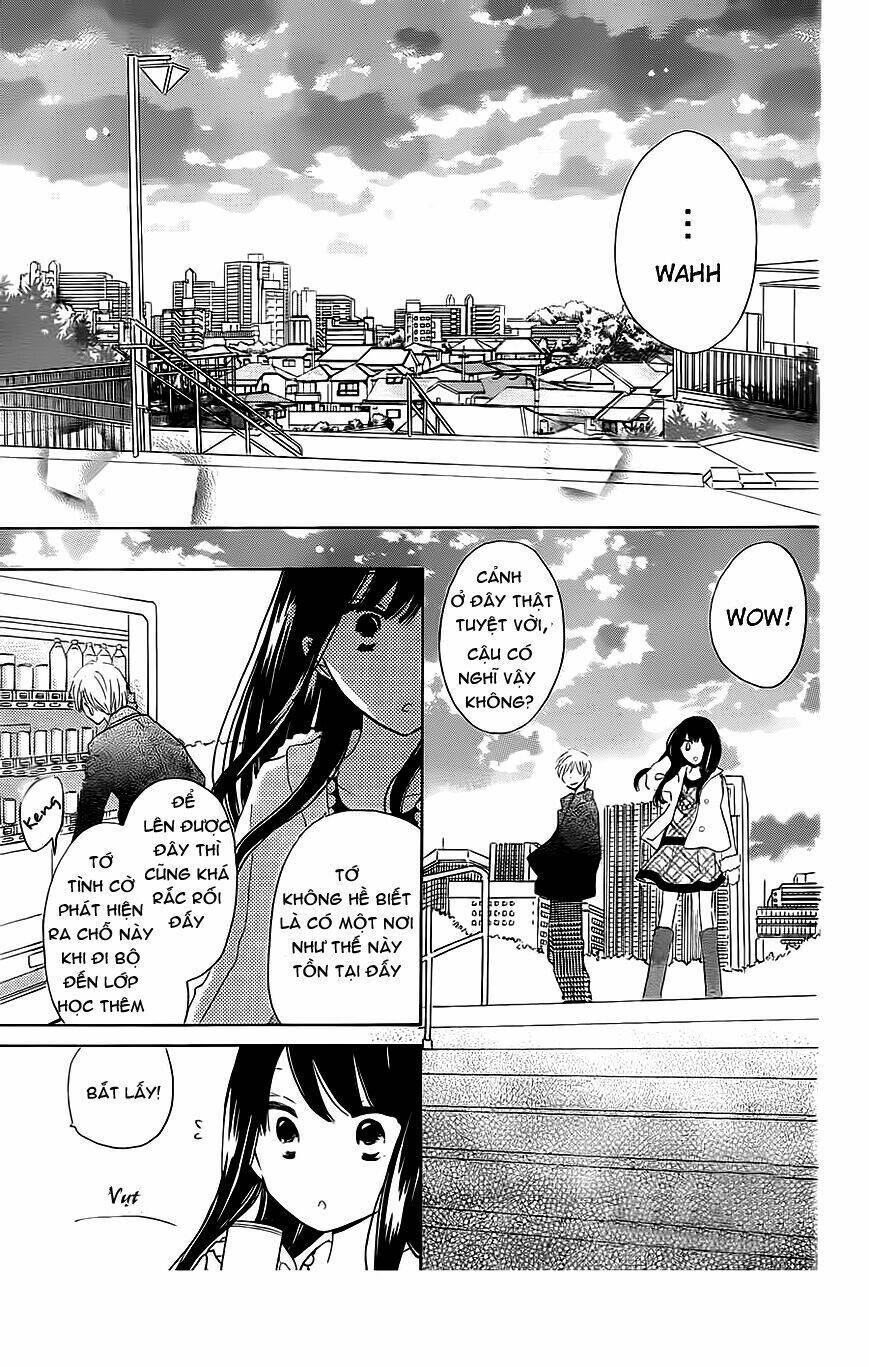 ...
WAHH
WOW!
CẢNH
Ở ĐÂY THẬT
TUYỆT VỜI,
CẬU CÓ
NGHĨ VẬY
KHÔNG?
TỚ
KHÔNG HỀ BIẾT
LÀ CÓ MỘT NƠI
NHƯ THẾ NÀY
TỒN TẠI ĐẤY
ĐỂ
LÊN ĐƯỢC
ĐÂY THÌ
CŨNG KHÁ
RẮC RỐI
ĐẤY
TỚ
TÌNH CỜ
PHÁT HIỆN
RA CHỖ NÀY
KHI ĐI BỘ
ĐẾN LỚP
HỌC THÊM
Keng
BẮT LẤY!
Vụt